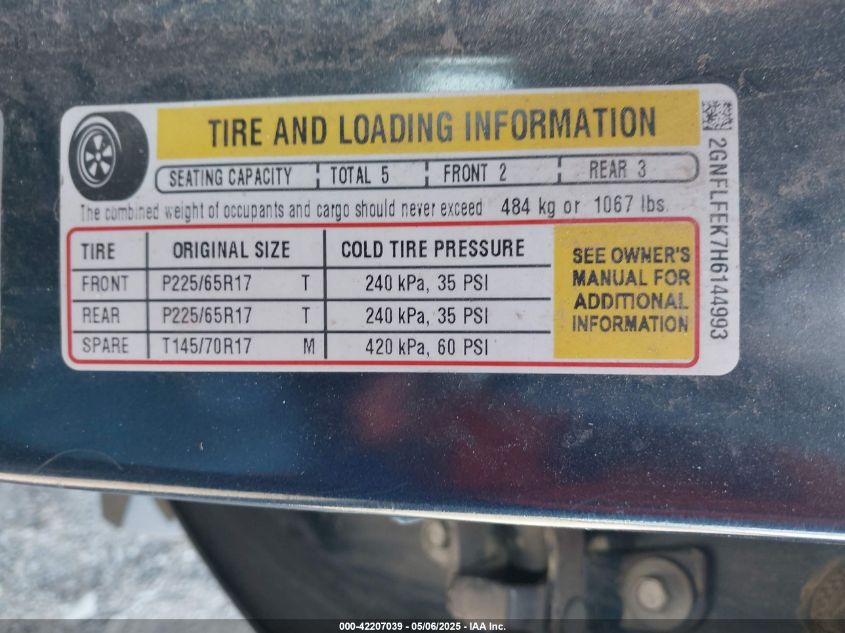 TIRE AND LOADING INFORMATION
SEATING CAPACITY TOTAL 5 FRONT 2 REAR 3
The combined weight of occupants and cargo should never exceed 484 kg or 1067 lbs.
TIRE ORIGINAL SIZE COLD TIRE PRESSURE
FRONT P225/65R17 T 240 kPa, 35 PSI
REAR P225/65R17 T 240 kPa, 35 PSI
SPARE T145/70R17 M 420 kPa, 60 PSI
SEE OWNER'S
MANUAL FOR
ADDITIONAL
INFORMATION
2GNFLFEK7H6144993
000-42207039 - 05/06/2025 - IAA Inc.